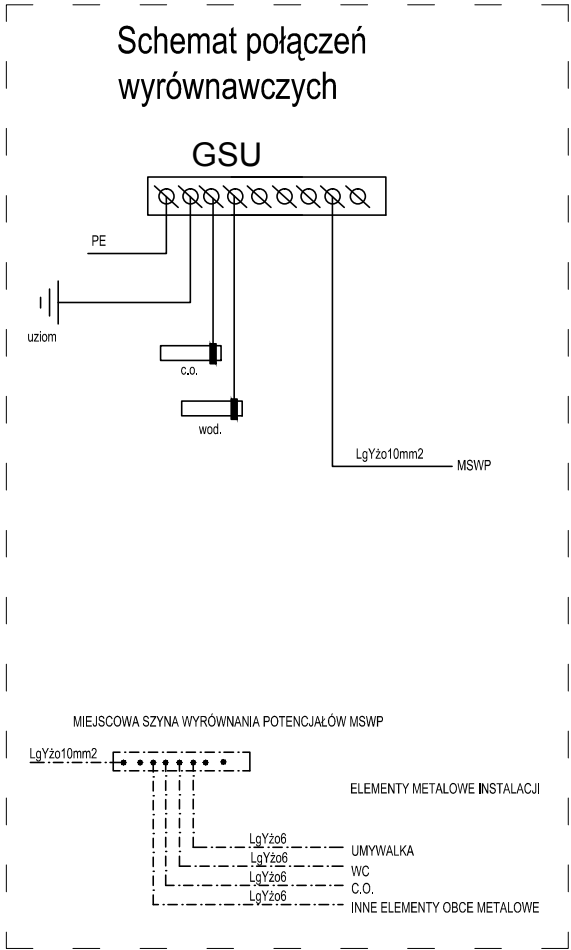 Schemat połączeń
wyrównawczych
GSU
PE
uziom
c.o.
wod.
LgYżo10mm2
MSWP
MIEJSCOWA SZYNA WYRÓWNANIA POTENCJAŁÓW MSWP
LgYżo10mm2
ELEMENTY METALOWE INSTALACJI
LgYżo6
UMYWALKA
LgYżo6
WC
LgYżo6
C.O.
LgYżo6
INNE ELEMENTY OBCE METALOWE